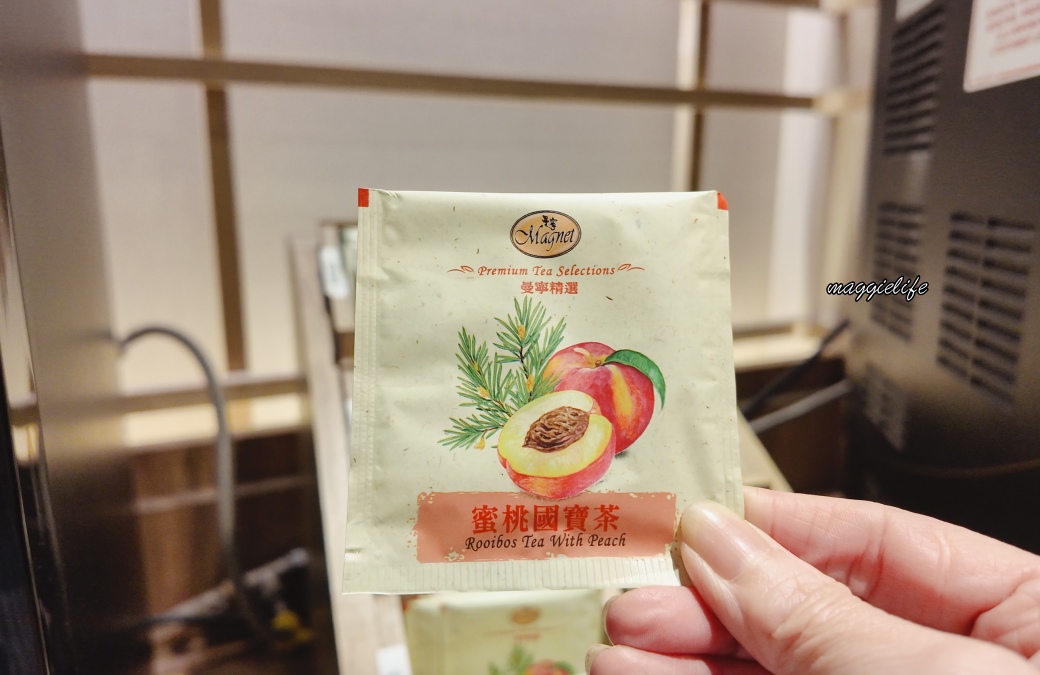 Magnet
Premium Tea Selections
曼寧精選
maggielife
蜜桃國寶茶
Rooibos Tea With Peach